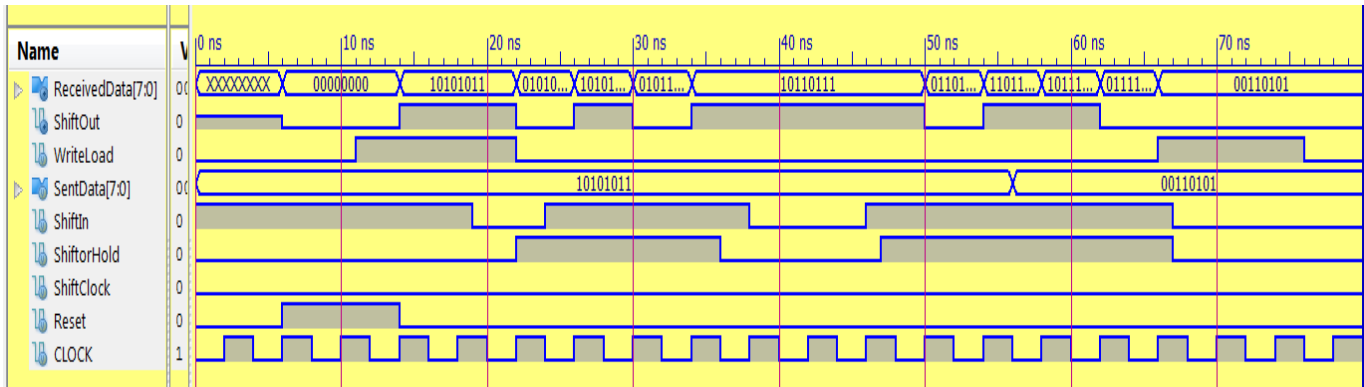 0 ns 10 ns 20 ns 30 ns 40 ns 50 ns 60 ns 70 ns
Name V
ReceivedData[7:0] 00 XXXXXXXX 00000000 10101011 01010... 10101... 01011... 10110111 01101... 11011... 10111... 01111... 00110101
ShiftOut 0
WriteLoad 0
SentData[7:0] 00 10101011 00110101
ShiftIn 0
ShiftorHold 0
ShiftClock 0
Reset 0
CLOCK 1